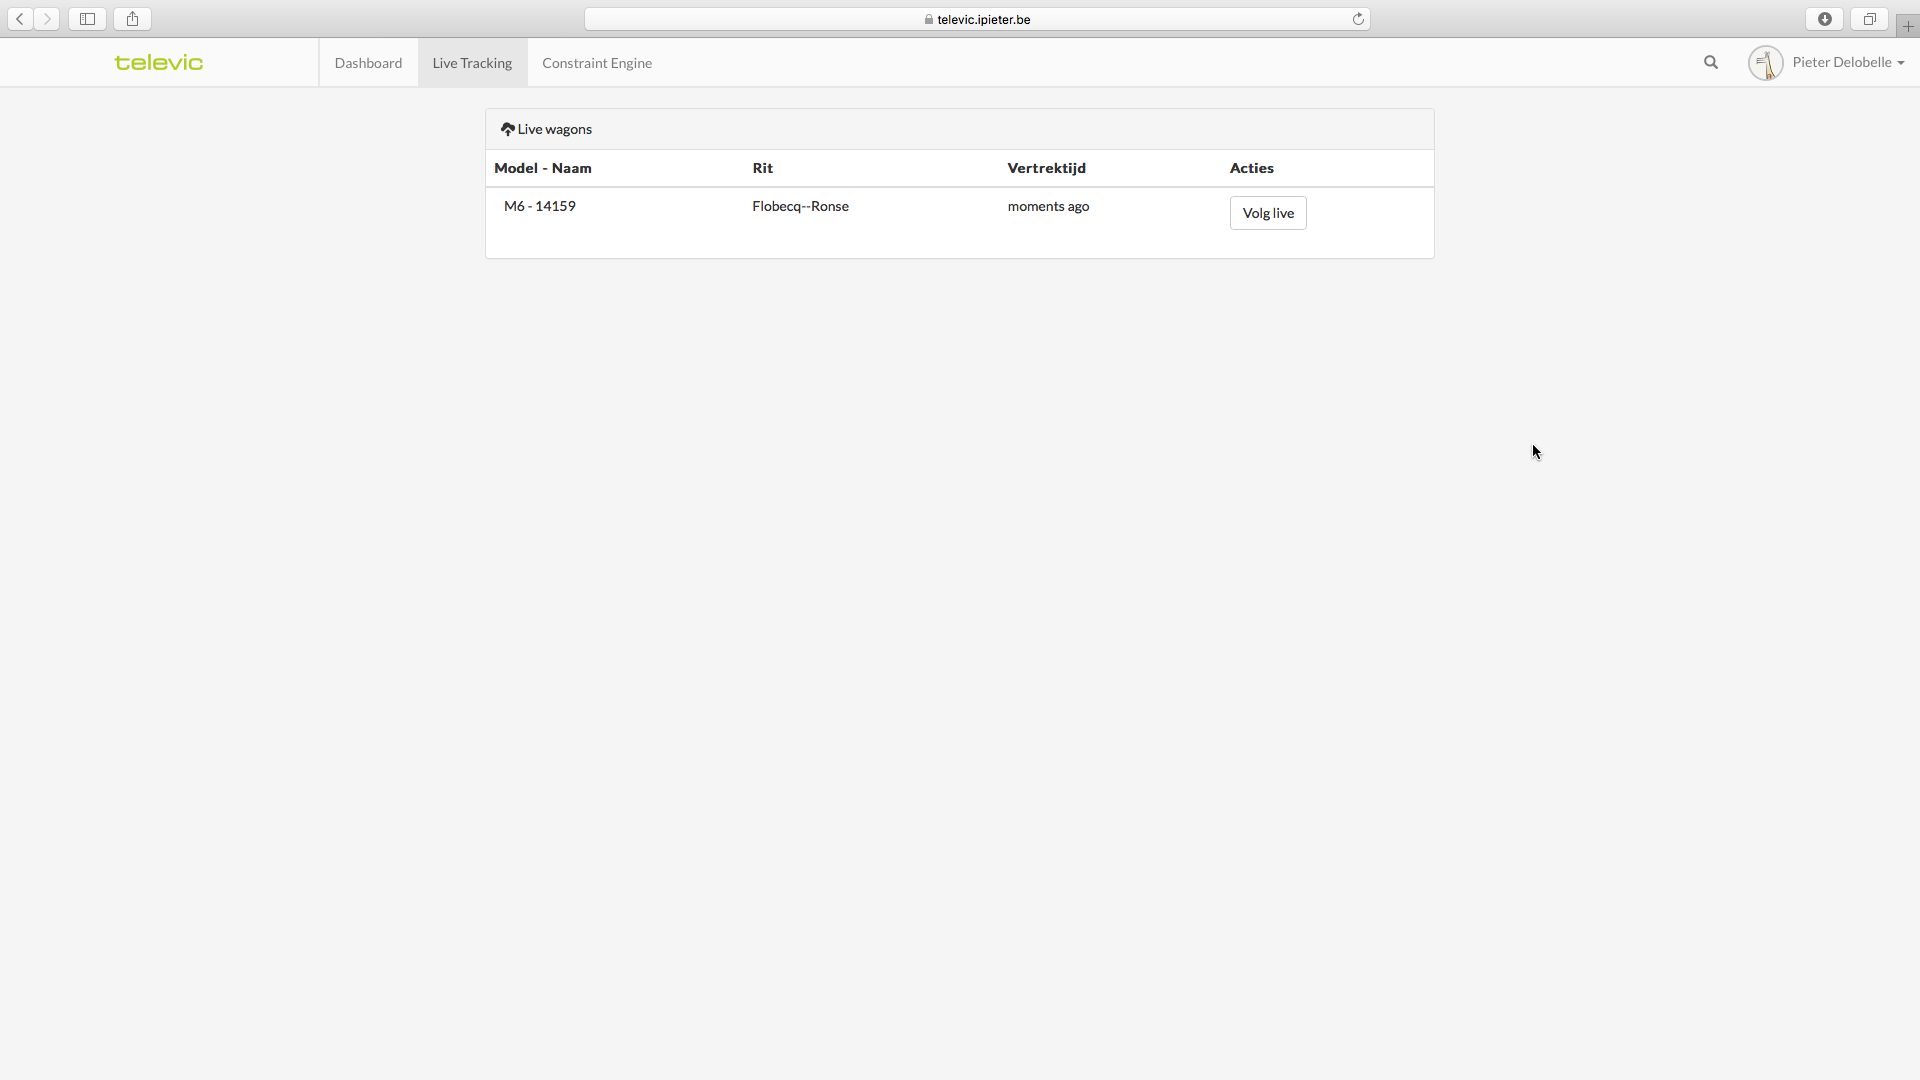 televic.ipieter.be
televic Dashboard Live Tracking Constraint Engine Pieter Delobelle
Live wagons
Model - Naam Rit Vertrektijd Acties
M6 - 14159 Flobecq--Ronse moments ago Volg live